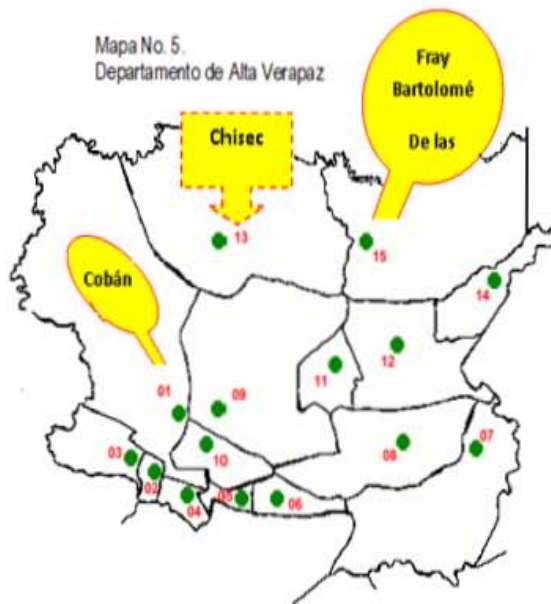 Mapa No. 5.
Departamento de Alta Verapaz
Fray
Bartolomé
De las
Chisec
13
15
14
Cobán
12
11
01
09
10
08
07
03
02
04
05
06